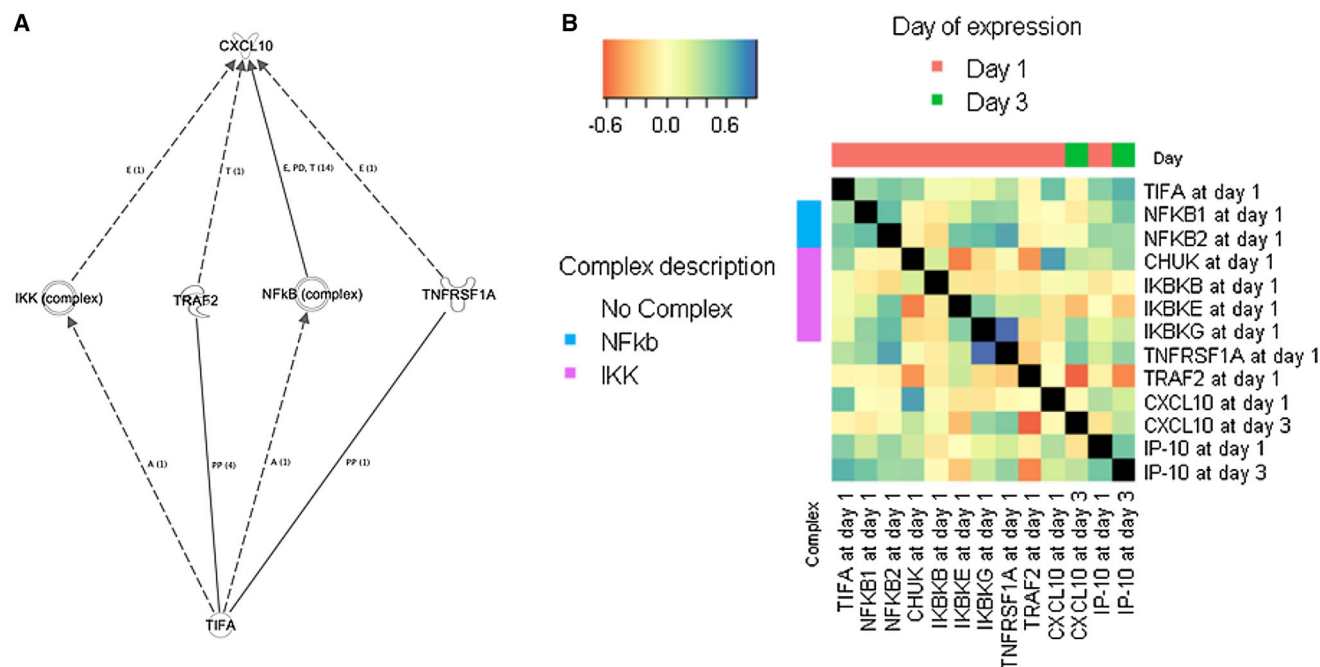 A
CXCL10
E (1)
T (1)
E, PD, T (14)
E (1)
IKK (complex)
TRAF2
NFkB (complex)
TNFRSF1A
A (1)
PP (4)
A (1)
PP (1)
TIFA
B
-0.6 0.0 0.6
Day of expression
Day 1
Day 3
Complex description
No Complex
NFkb
IKK
Day
TIFA at day 1
NFKB1 at day 1
NFKB2 at day 1
CHUK at day 1
IKBKB at day 1
IKBKE at day 1
IKBKG at day 1
TNFRSF1A at day 1
TRAF2 at day 1
CXCL10 at day 1
CXCL10 at day 3
IP-10 at day 1
IP-10 at day 3
Complex
TIFA at day 1
NFKB1 at day 1
NFKB2 at day 1
CHUK at day 1
IKBKB at day 1
IKBKE at day 1
IKBKG at day 1
TNFRSF1A at day 1
TRAF2 at day 1
CXCL10 at day 1
CXCL10 at day 3
IP-10 at day 1
IP-10 at day 3